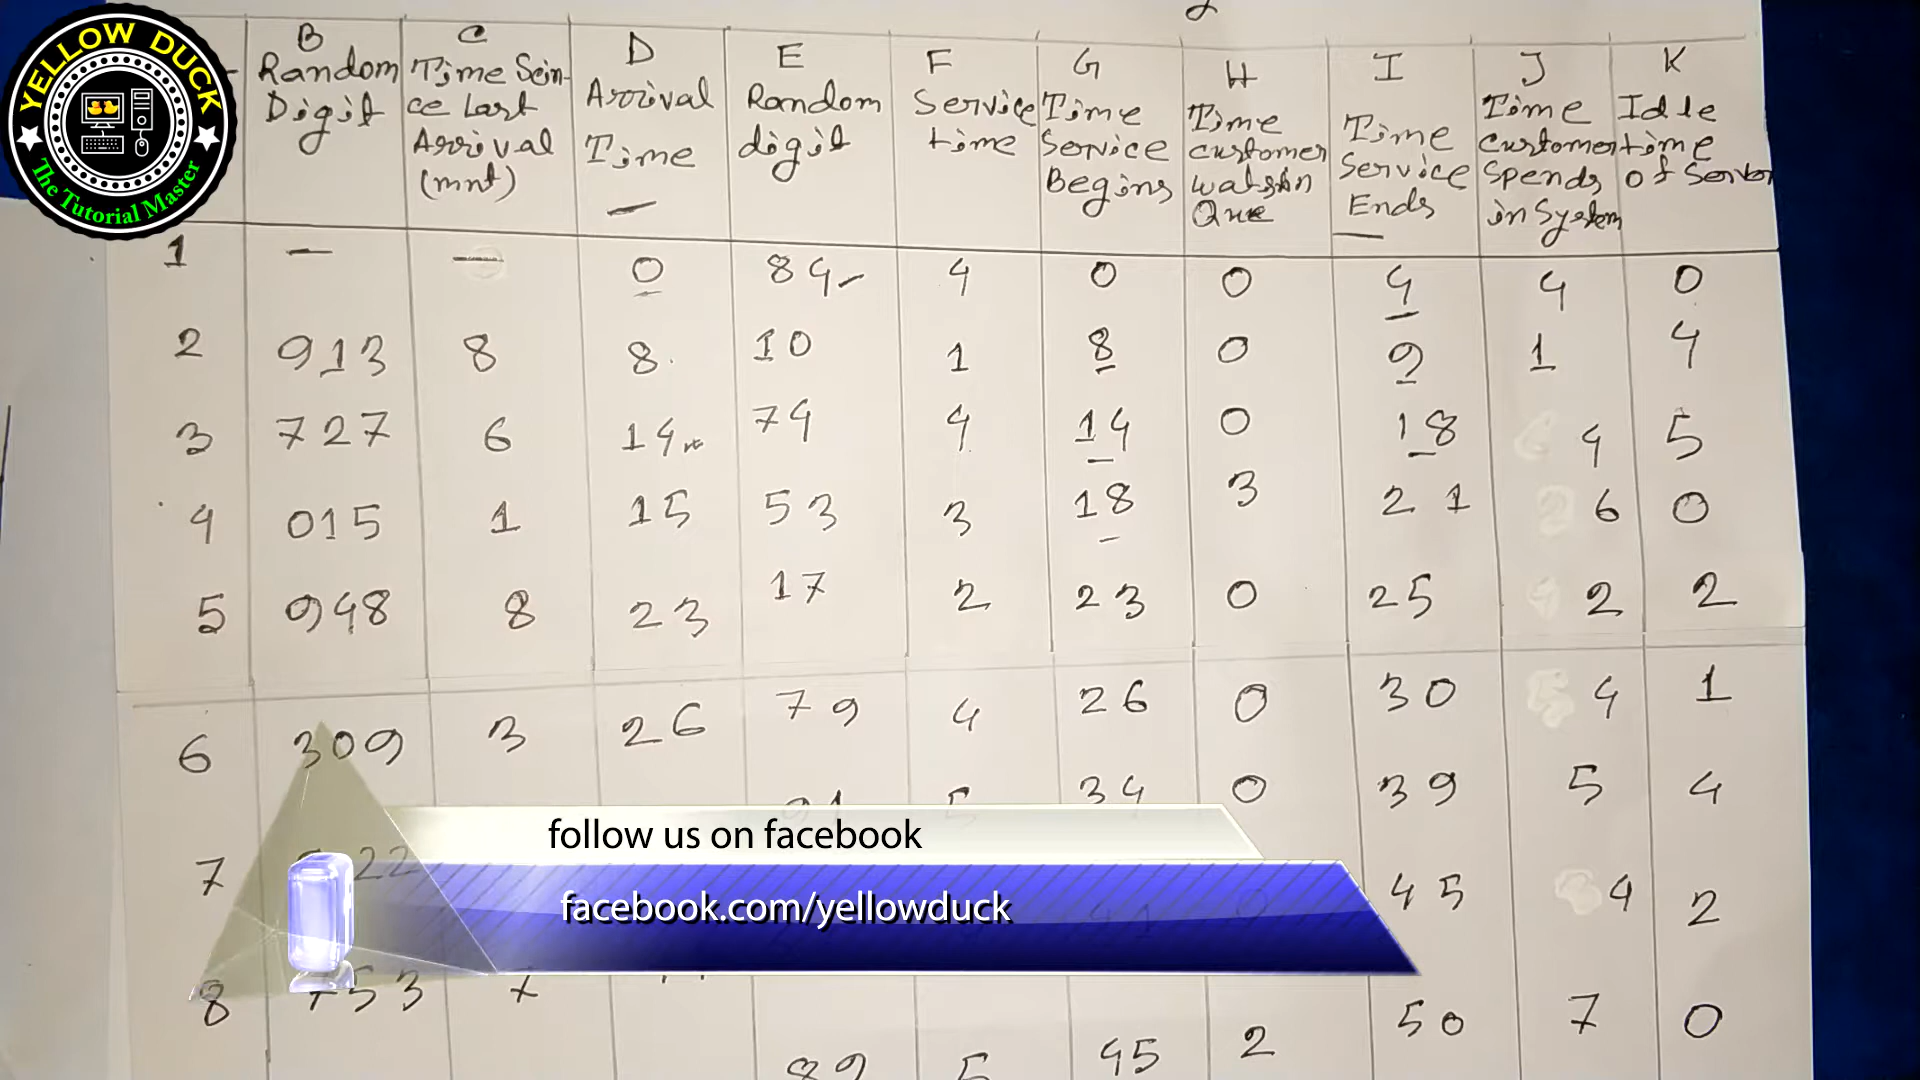 YELLOW DUCK
The Tutorial Master
B C D E F G H I J K
Random Digit
Time Sein-ce Last Arrival (mnt)
Arrival Time
Random digit
Service time
Time Service Begins
Time customer
Que
Time Service Ends
Time customer Spends in System
Idle time of Server
1 — — 0 84 4 0 0 4 4 0
2 913 8 8 10 1 8 0 9 1 4
3 727 6 14 74 4 14 0 18 4 5
4 015 1 15 53 3 18 3 21 6 0
5 948 8 23 17 2 23 0 25 2 2
6 309 3 26 79 4 26 0 30 4 1
7 34 0 39 5 4
45 4 2
8 53 89 5 45 2 50 7 0
follow us on facebook
facebook.com/yellowduck